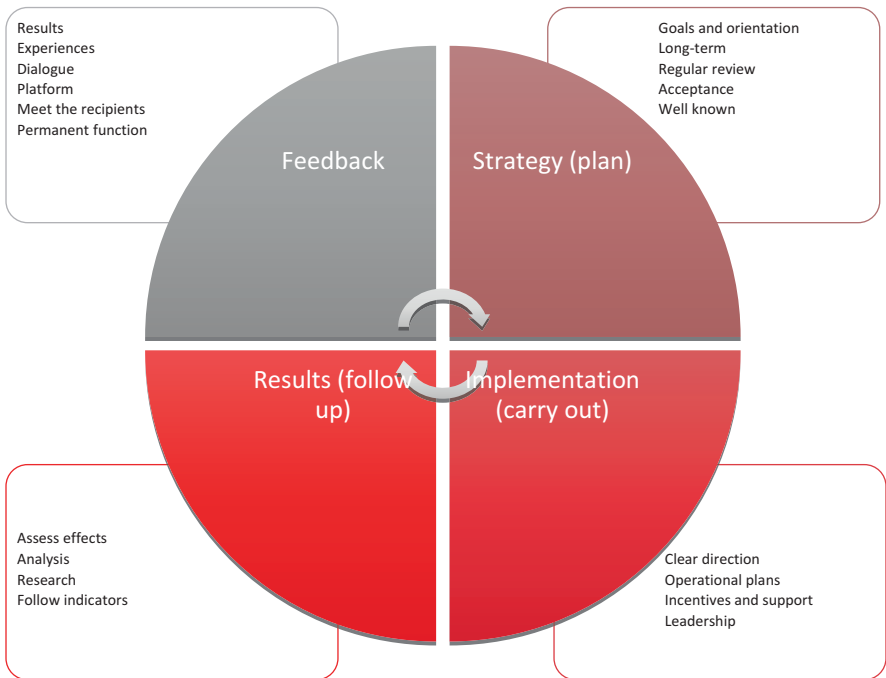 Results
Experiences
Dialogue
Platform
Meet the recipients
Permanent function
Goals and orientation
Long-term
Regular review
Acceptance
Well known
Feedback
Strategy (plan)
Results (follow
up)
Implementation
(carry out)
Assess effects
Analysis
Research
Follow indicators
Clear direction
Operational plans
Incentives and support
Leadership